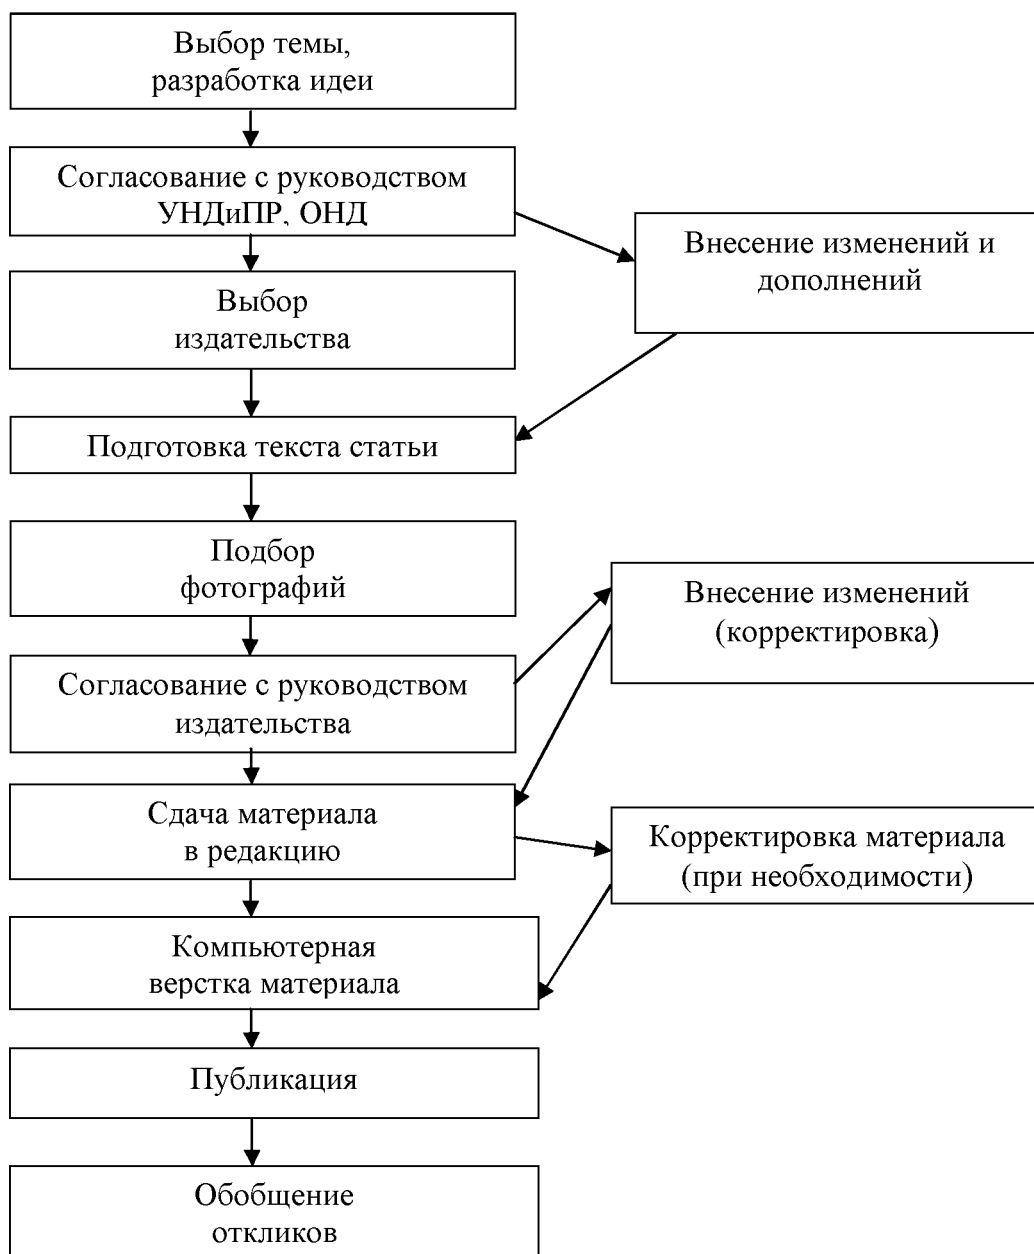 Выбор темы,
разработка идеи
Согласование с руководством
УНДиПР, ОНД
Внесение изменений и
дополнений
Выбор
издательства
Подготовка текста статьи
Подбор
фотографий
Внесение изменений
(корректировка)
Согласование с руководством
издательства
Сдача материала
в редакцию
Корректировка материала
(при необходимости)
Компьютерная
верстка материала
Публикация
Обобщение
откликов